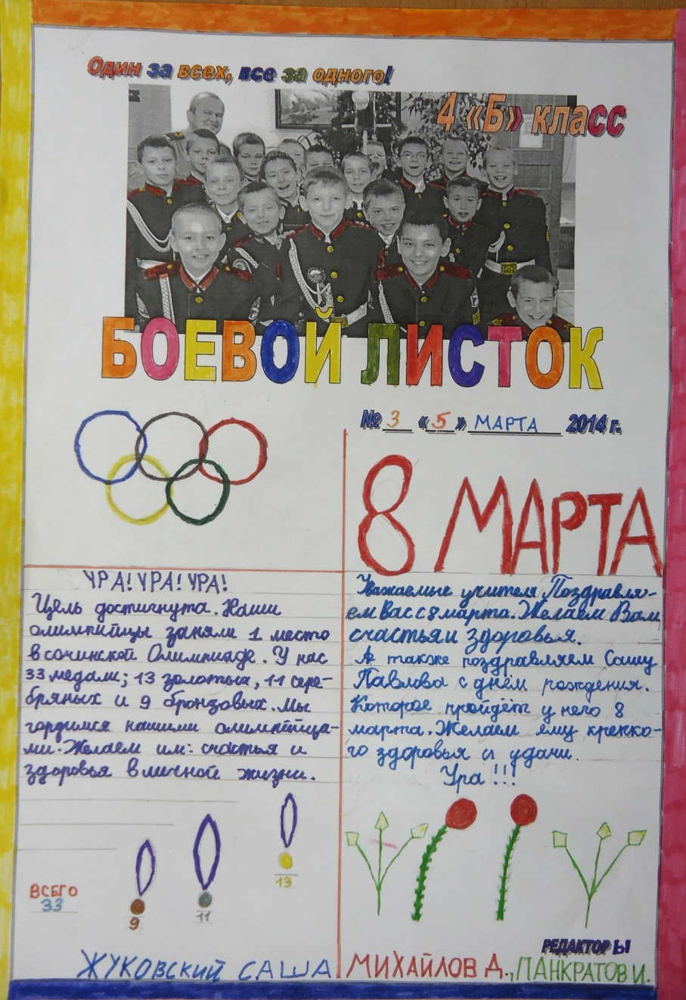 Один за всех, все за одного!
4 «Б» класс
БОЕВОЙ ЛИСТОК
№ 3 «5» МАРТА 2014 г.
8 МАРТА
УРА! УРА! УРА!
Цель достигнута. Наши
олимпийцы заняли 1 место
в сочинской Олимпиаде. У нас
33 медали; 13 золотых, 11 сере-
бряных и 9 бронзовых. Мы
гордимся нашими олимпийца-
ми. Желаем им: счастья и
здоровья в личной жизни.
Уважаемые учителя Поздравля-
ем Вас с 8 марта. Желаем Вам
счастья и здоровья.
А также поздравляем Сашу
Павлова с днём рождения.
Которое пройдёт у него 8
марта. Желаем ему крепко-
го здоровья и удачи.
Ура!!!
ВСЕГО
33
9
11
13
РЕДАКТОРЫ
ЖУКОВСКИЙ САША МИХАЙЛОВ Д., ПАНКРАТОВ И.